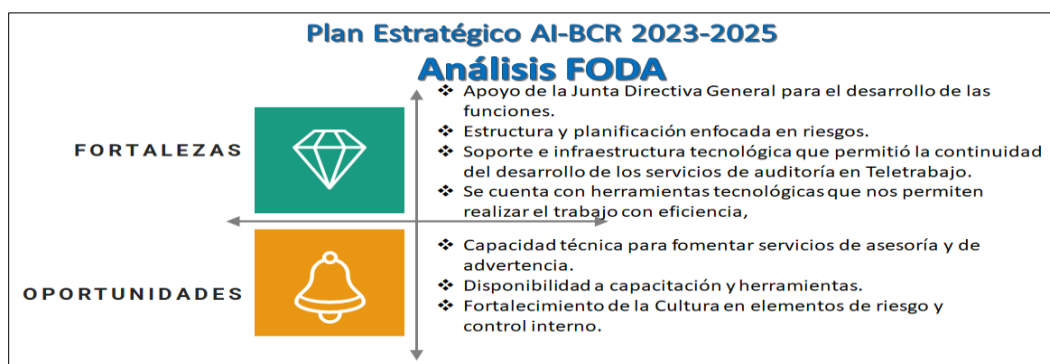 Plan Estratégico AI-BCR 2023-2025
Análisis FODA
FORTALEZAS
❖ Apoyo de la Junta Directiva General para el desarrollo de las
funciones.
❖ Estructura y planificación enfocada en riesgos.
❖ Soporte e infraestructura tecnológica que permitió la continuidad
del desarrollo de los servicios de auditoría en Teletrabajo.
❖ Se cuenta con herramientas tecnológicas que nos permiten
realizar el trabajo con eficiencia,
OPORTUNIDADES
❖ Capacidad técnica para fomentar servicios de asesoría y de
advertencia.
❖ Disponibilidad a capacitación y herramientas.
❖ Fortalecimiento de la Cultura en elementos de riesgo y
control interno.